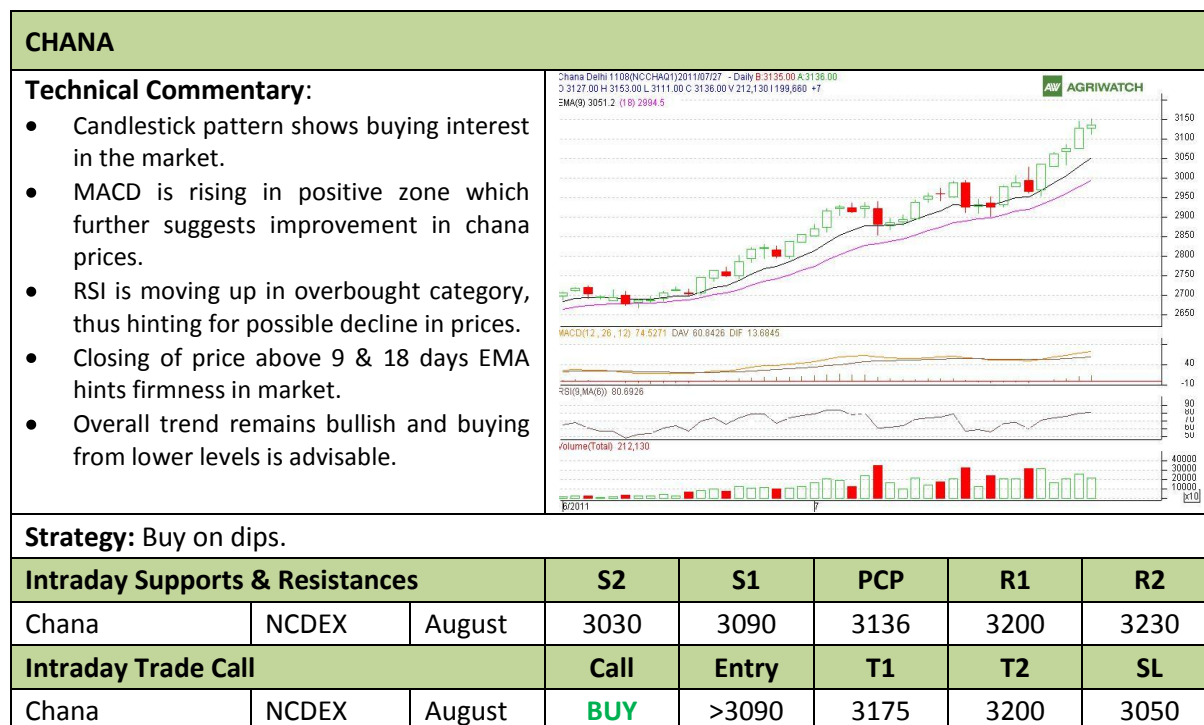 CHANA
Technical Commentary:
• Candlestick pattern shows buying interest
in the market.
• MACD is rising in positive zone which
further suggests improvement in chana
prices.
• RSI is moving up in overbought category,
thus hinting for possible decline in prices.
• Closing of price above 9 & 18 days EMA
hints firmness in market.
• Overall trend remains bullish and buying
from lower levels is advisable.
Chana Delhi 1108(NCCHAQ1)2011/07/27 - Daily B:3135.00 A:3136.00
O 3127.00 H 3153.00 L 3111.00 C 3136.00 V 212,130 I 199,660 +7
EMA(9) 3051.2 (18) 2994.5
AW AGRIWATCH
3150
3100
3050
3000
2950
2900
2850
2800
2750
2700
2650
MACD(12,26,12) 74.5271 DAV 60.8426 DIF 13.6845
40
-10
RSI(9,MA(6)) 80.6926
90
80
70
60
50
Volume(Total) 212,130
40000
30000
20000
10000
x10
6/2011 7
Strategy: Buy on dips.
Intraday Supports & Resistances S2 S1 PCP R1 R2
Chana NCDEX August 3030 3090 3136 3200 3230
Intraday Trade Call Call Entry T1 T2 SL
Chana NCDEX August BUY >3090 3175 3200 3050